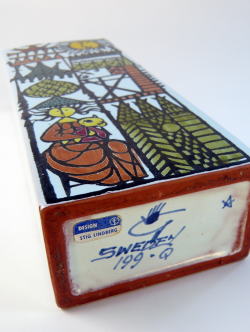 DESIGN
STIG LINDBERG
G
SWEDEN
199·Q